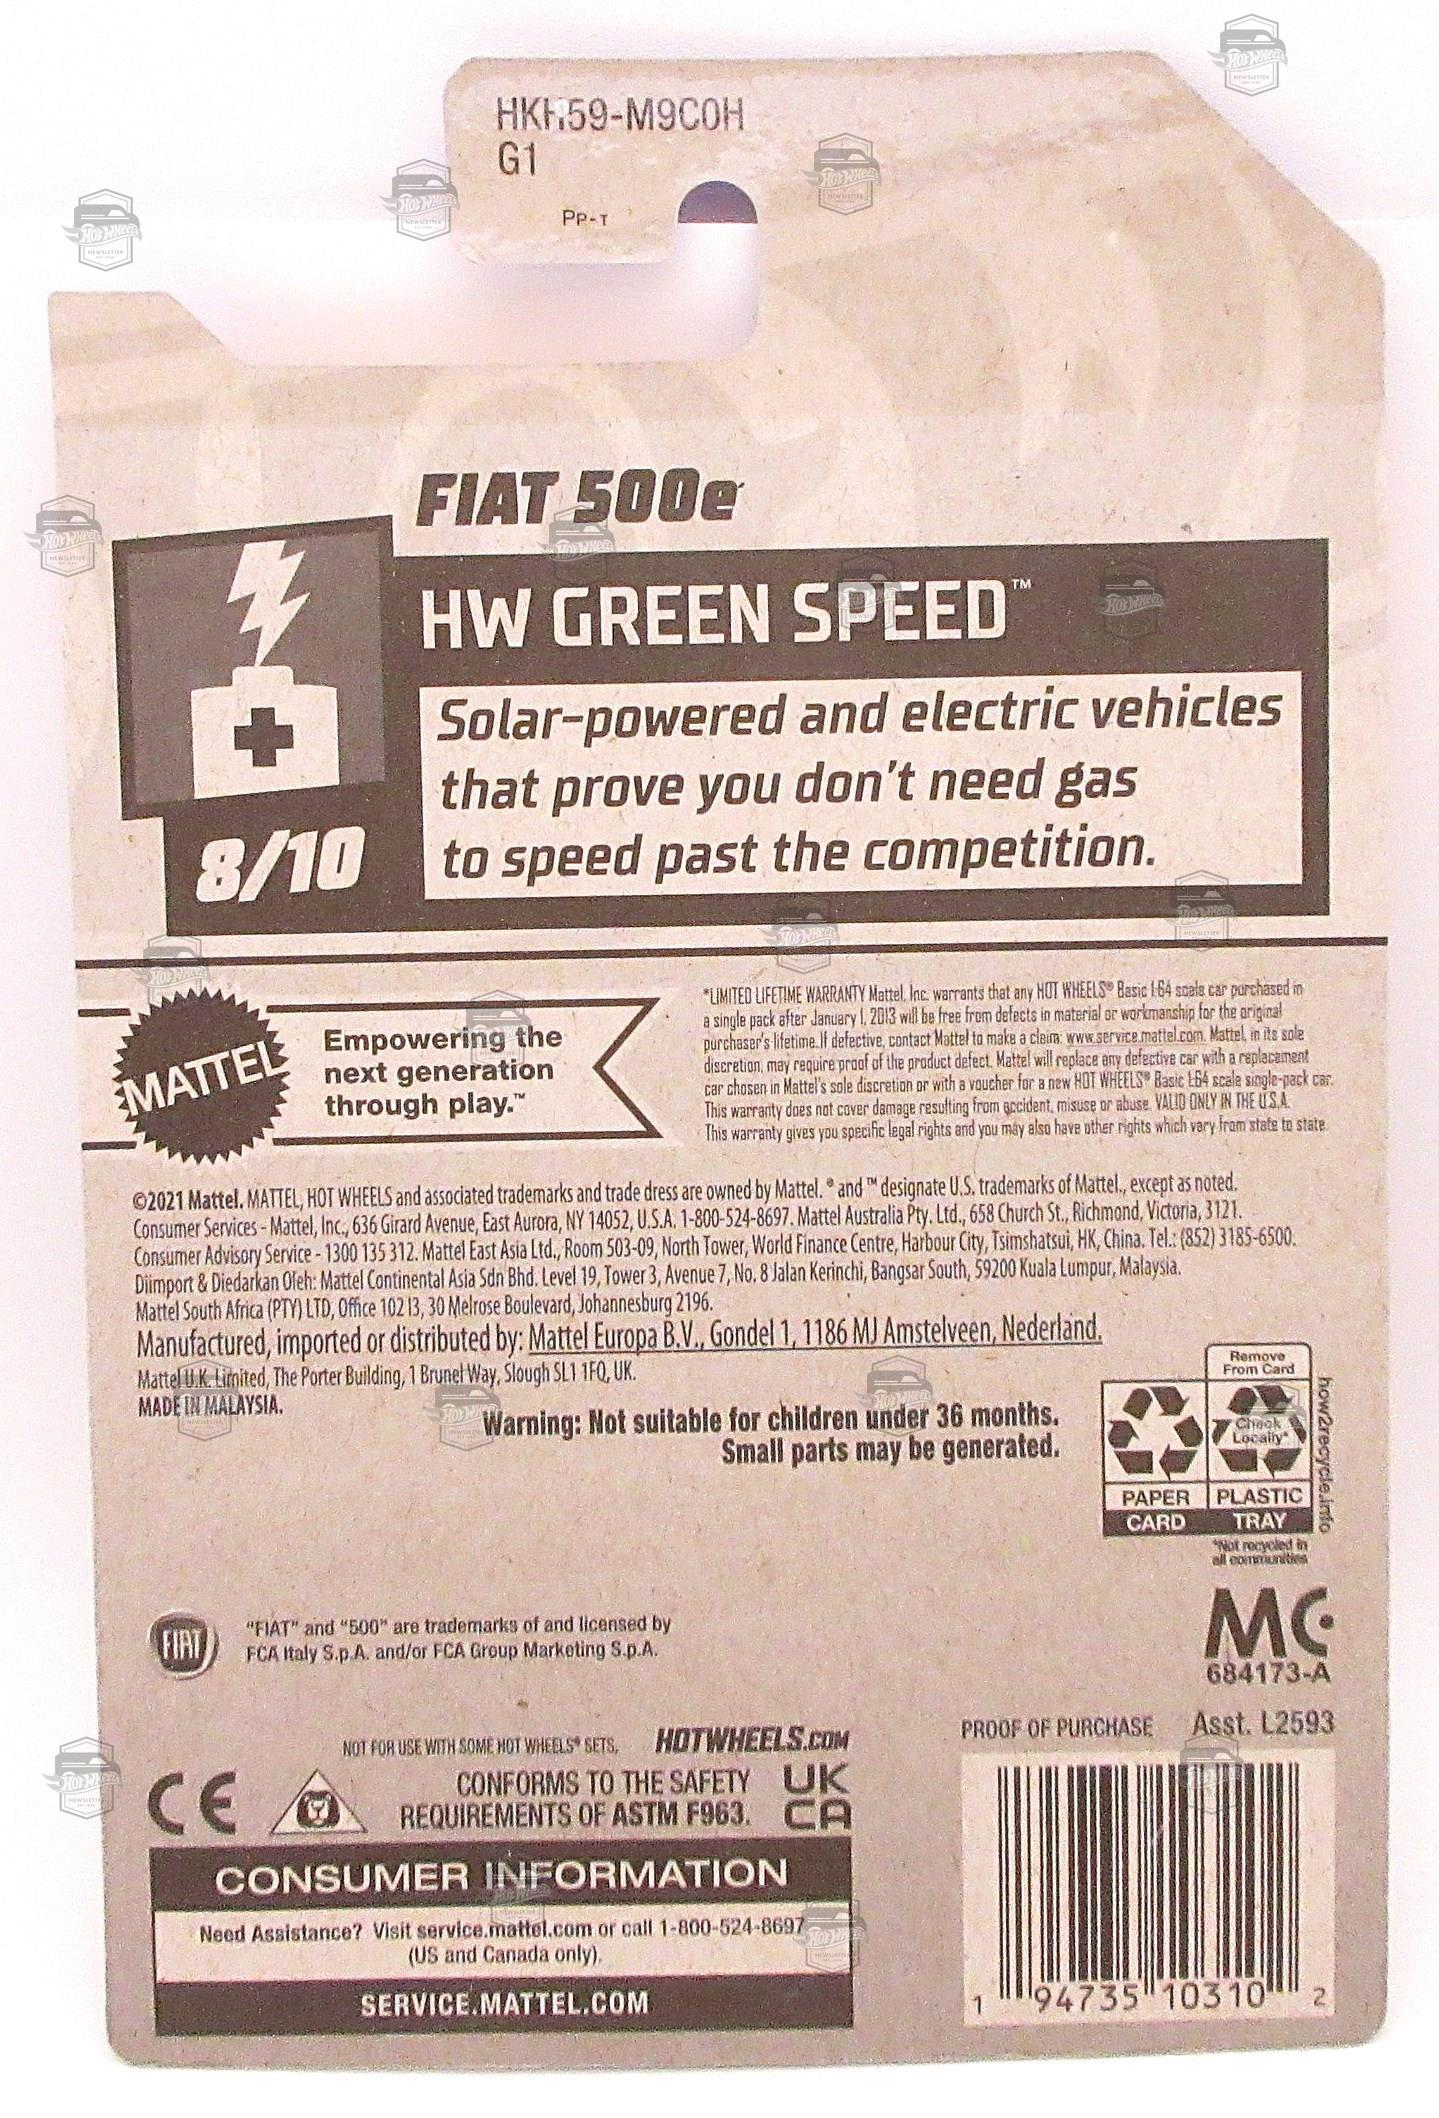 HKH59-M9C0H
G1
PP-T
FIAT 500e
HW GREEN SPEED™
Solar-powered and electric vehicles
that prove you don't need gas
to speed past the competition.
8/10
MATTEL
Empowering the
next generation
through play.™
*LIMITED LIFETIME WARRANTY Mattel, Inc. warrants that any HOT WHEELS® Basic 1:64 scale car purchased in
a single pack after January 1, 2013 will be free from defects in material or workmanship for the original
purchaser's lifetime. If defective, contact Mattel to make a claim: www.service.mattel.com. Mattel, in its sole
discretion, may require proof of the product defect. Mattel will replace any defective car with a replacement
car chosen in Mattel's sole discretion or with a voucher for a new HOT WHEELS® Basic 1:64 scale single-pack car.
This warranty does not cover damage resulting from accident, misuse or abuse. VALID ONLY IN THE U.S.A.
This warranty gives you specific legal rights and you may also have other rights which vary from state to state.
©2021 Mattel. MATTEL, HOT WHEELS and associated trademarks and trade dress are owned by Mattel. ® and ™ designate U.S. trademarks of Mattel., except as noted.
Consumer Services - Mattel, Inc., 636 Girard Avenue, East Aurora, NY 14052, U.S.A. 1-800-524-8697. Mattel Australia Pty. Ltd., 658 Church St., Richmond, Victoria, 3121.
Consumer Advisory Service - 1300 135 312. Mattel East Asia Ltd., Room 503-09, North Tower, World Finance Centre, Harbour City, Tsimshatsui, HK, China. Tel.: (852) 3185-6500.
Diimport & Diedarkan Oleh: Mattel Continental Asia Sdn Bhd. Level 19, Tower 3, Avenue 7, No. 8 Jalan Kerinchi, Bangsar South, 59200 Kuala Lumpur, Malaysia.
Mattel South Africa (PTY) LTD, Office 102 I3, 30 Melrose Boulevard, Johannesburg 2196.
Manufactured, imported or distributed by: Mattel Europa B.V., Gondel 1, 1186 MJ Amstelveen, Nederland.
Mattel U.K. Limited, The Porter Building, 1 Brunel Way, Slough SL1 1FQ, UK.
MADE IN MALAYSIA.
Warning: Not suitable for children under 36 months.
Small parts may be generated.
Remove
From Card
Check
Locally*
PAPER
CARD
PLASTIC
TRAY
how2recycle.info
*Not recycled in
all communities
FIAT
"FIAT" and "500" are trademarks of and licensed by
FCA Italy S.p.A. and/or FCA Group Marketing S.p.A.
MC
684173-A
NOT FOR USE WITH SOME HOT WHEELS® SETS.
HOTWHEELS.COM
PROOF OF PURCHASE
Asst. L2593
CE
CONFORMS TO THE SAFETY
REQUIREMENTS OF ASTM F963.
UK
CA
CONSUMER INFORMATION
Need Assistance? Visit service.mattel.com or call 1-800-524-8697
(US and Canada only).
SERVICE.MATTEL.COM
1 94735 10310 2